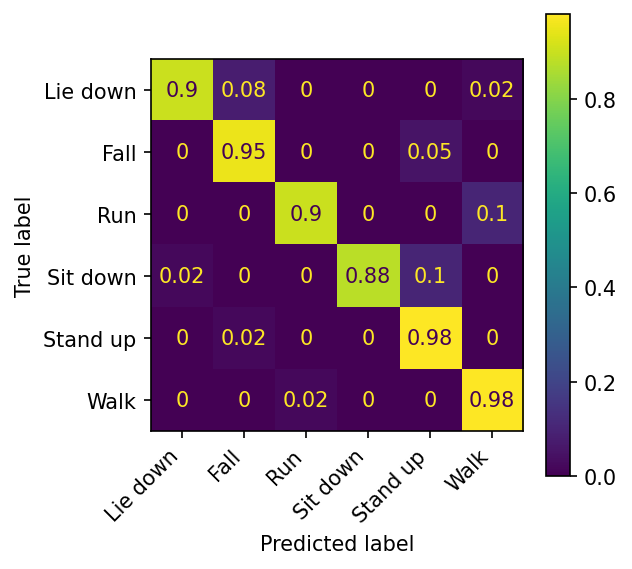 Lie down 0.9 0.08 0 0 0 0.02
Fall 0 0.95 0 0 0.05 0
Run 0 0 0.9 0 0 0.1
Sit down 0.02 0 0 0.88 0.1 0
Stand up 0 0.02 0 0 0.98 0
Walk 0 0 0.02 0 0 0.98
True label
Lie down Fall Run Sit down Stand up Walk
Predicted label
0.8
0.6
0.4
0.2
0.0